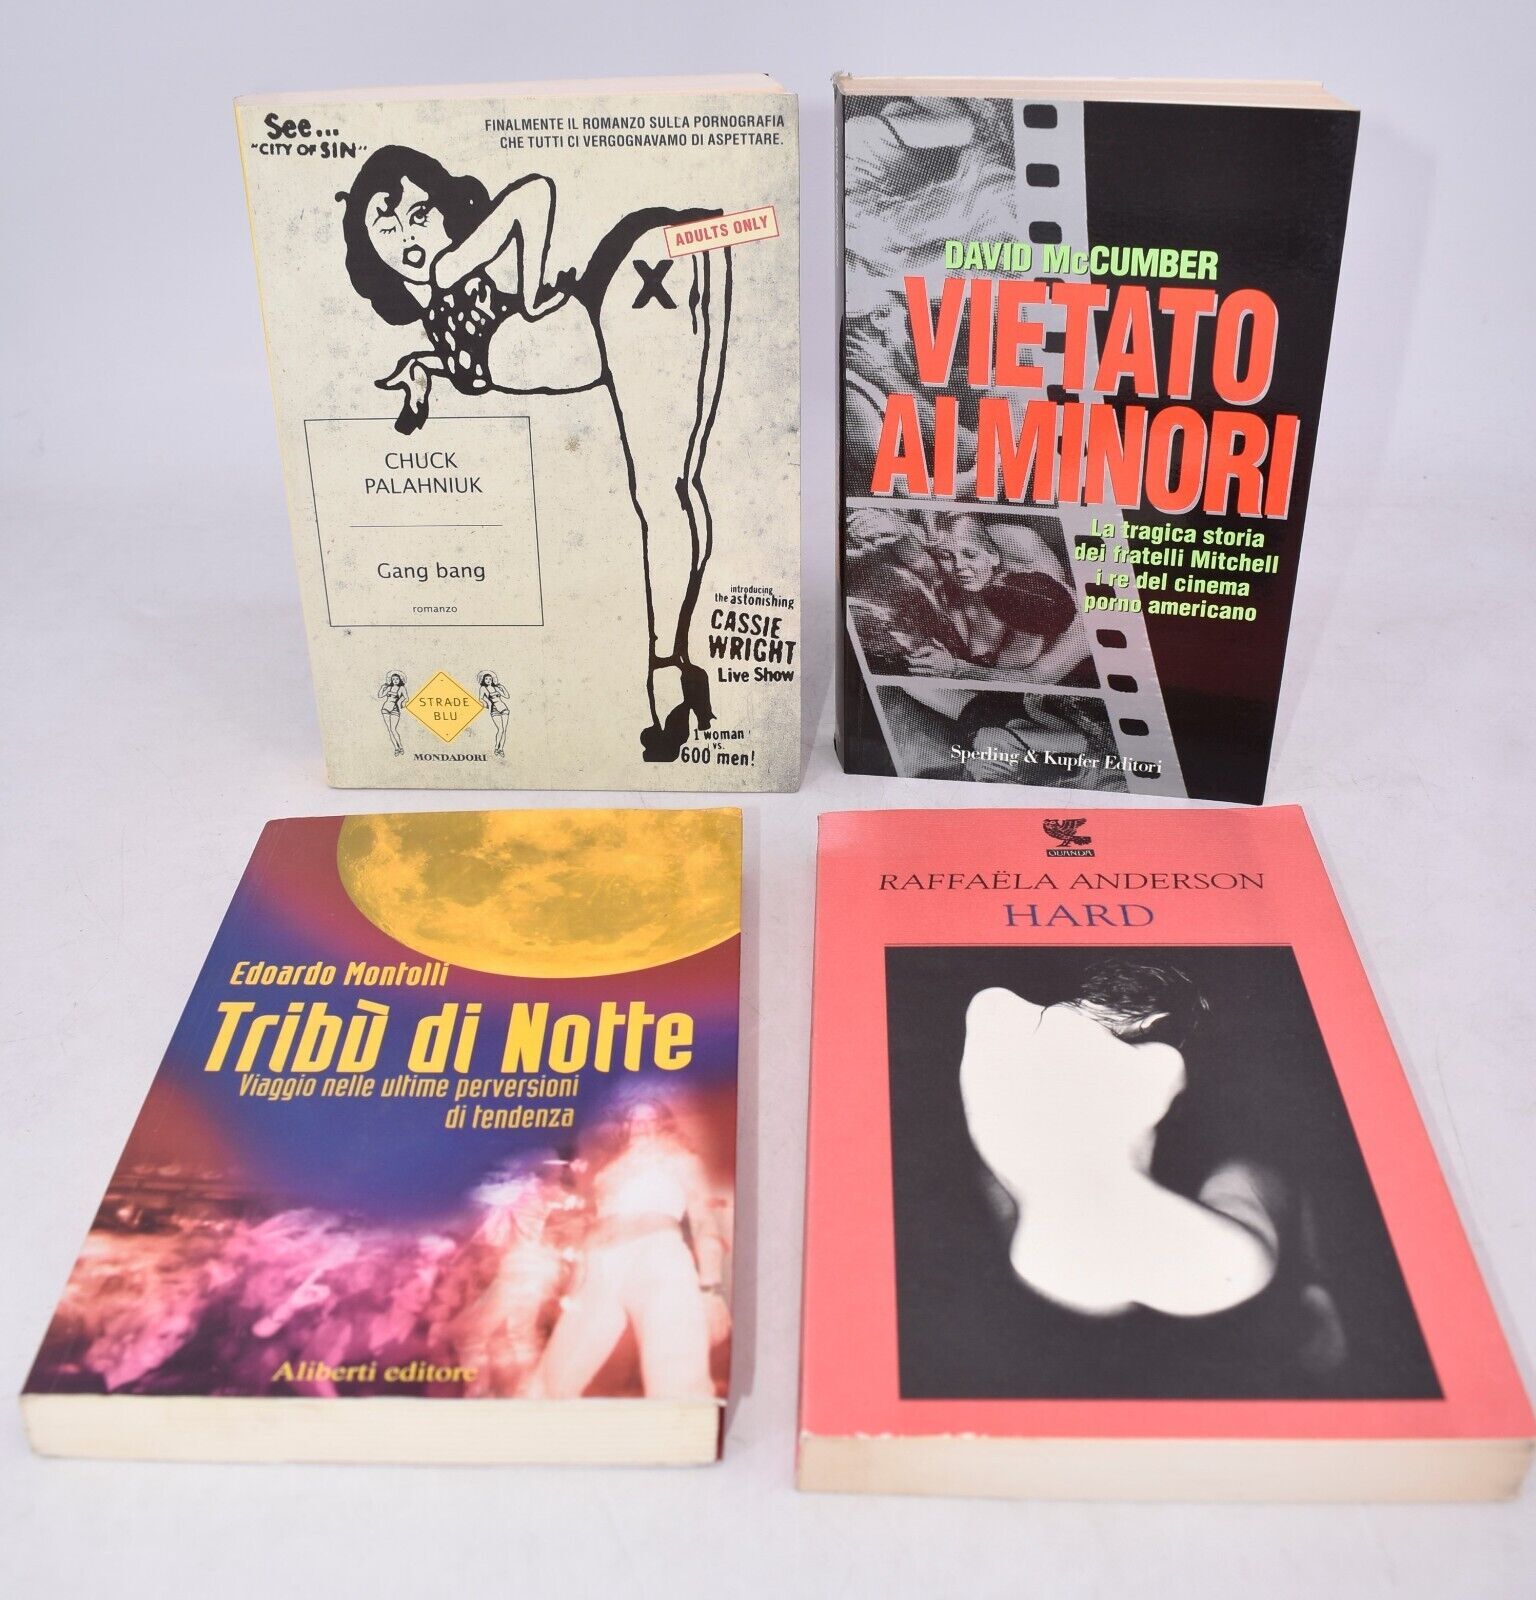 See...
"CITY OF SIN"
FINALMENTE IL ROMANZO SULLA PORNOGRAFIA
CHE TUTTI CI VERGOGNAVAMO DI ASPETTARE.
ADULTS ONLY
X
CHUCK
PALAHNIUK
Gang bang
romanzo
introducing
the astonishing
CASSIE
WRIGHT
Live Show
STRADE
BLU
MONDADORI
1 woman
vs.
600 men!
DAVID McCUMBER
VIETATO
AI MINORI
La tragica storia
dei fratelli Mitchell
i re del cinema
porno americano
Sperling & Kupfer Editori
Edoardo Montolli
Tribù di Notte
Viaggio nelle ultime perversioni
di tendenza
Aliberti editore
GUANDA
RAFFAËLA ANDERSON
HARD